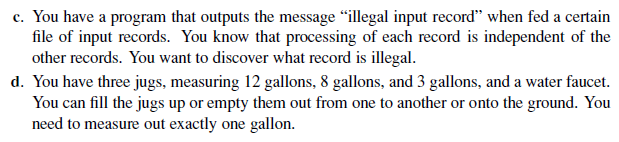 c. You have a program that outputs the message “illegal input record” when fed a certain
file of input records. You know that processing of each record is independent of the
other records. You want to discover what record is illegal.
d. You have three jugs, measuring 12 gallons, 8 gallons, and 3 gallons, and a water faucet.
You can fill the jugs up or empty them out from one to another or onto the ground. You
need to measure out exactly one gallon.